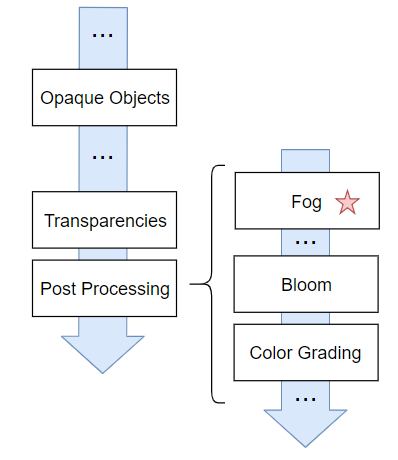 ...
Opaque Objects
...
Transparencies
Post Processing
Fog
...
Bloom
Color Grading
...